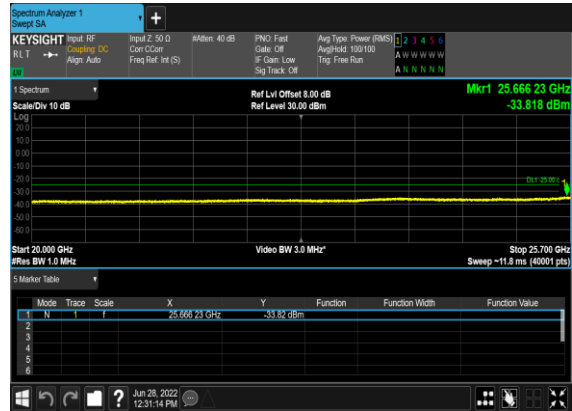 Spectrum Analyzer 1
Swept SA
+
KEYSIGHT Input: RF Input Z: 50 Ω #Atten: 40 dB PNO: Fast Avg Type: Power (RMS) 1 2 3 4 5 6
RLT Coupling: DC Corr CCorr Gate: Off Avg|Hold: 100/100 A W W W W W
Align: Auto Freq Ref: Int (S) IF Gain: Low Trig: Free Run
Sig Track: Off A N N N N N
1 Spectrum Ref Lvl Offset 8.00 dB Mkr1 25.666 23 GHz
Scale/Div 10 dB Ref Level 30.00 dBm -33.818 dBm
Log
20.0
10.0
0.00
-10.0
-20.0
-30.0
-40.0
-50.0
-60.0
1
Start 20.000 GHz Video BW 3.0 MHz* Stop 25.700 GHz
#Res BW 1.0 MHz Sweep ~11.8 ms (40001 pts)
5 Marker Table
Mode Trace Scale X Y Function Function Width Function Value
1 N 1 f 25.666 23 GHz -33.82 dBm
2
3
4
5
6
? Jun 28, 2022
12:31:14 PM